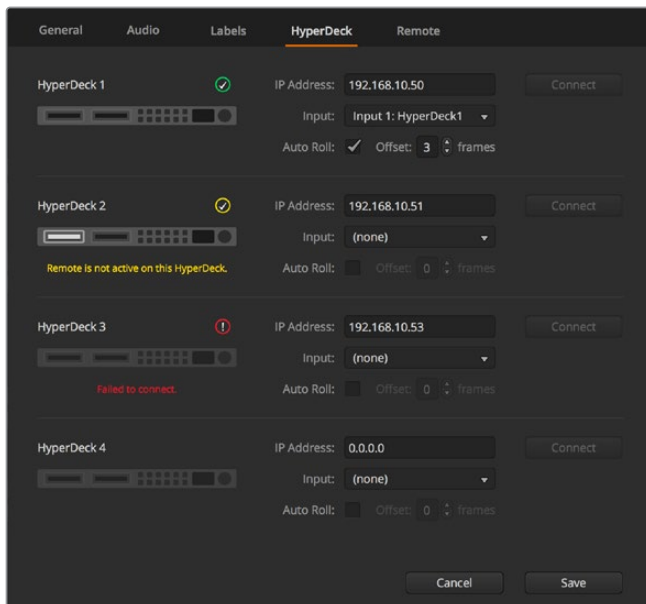 General Audio Labels HyperDeck Remote
HyperDeck 1 IP Address: 192.168.10.50 Connect
Input: Input 1: HyperDeck1
Auto Roll: Offset: 3 frames
HyperDeck 2 IP Address: 192.168.10.51 Connect
Input: (none)
Remote is not active on this HyperDeck. Auto Roll: Offset: 0 frames
HyperDeck 3 IP Address: 192.168.10.53 Connect
Input: (none)
Failed to connect. Auto Roll: Offset: 0 frames
HyperDeck 4 IP Address: 0.0.0.0 Connect
Input: (none)
Auto Roll: Offset: 0 frames
Cancel Save